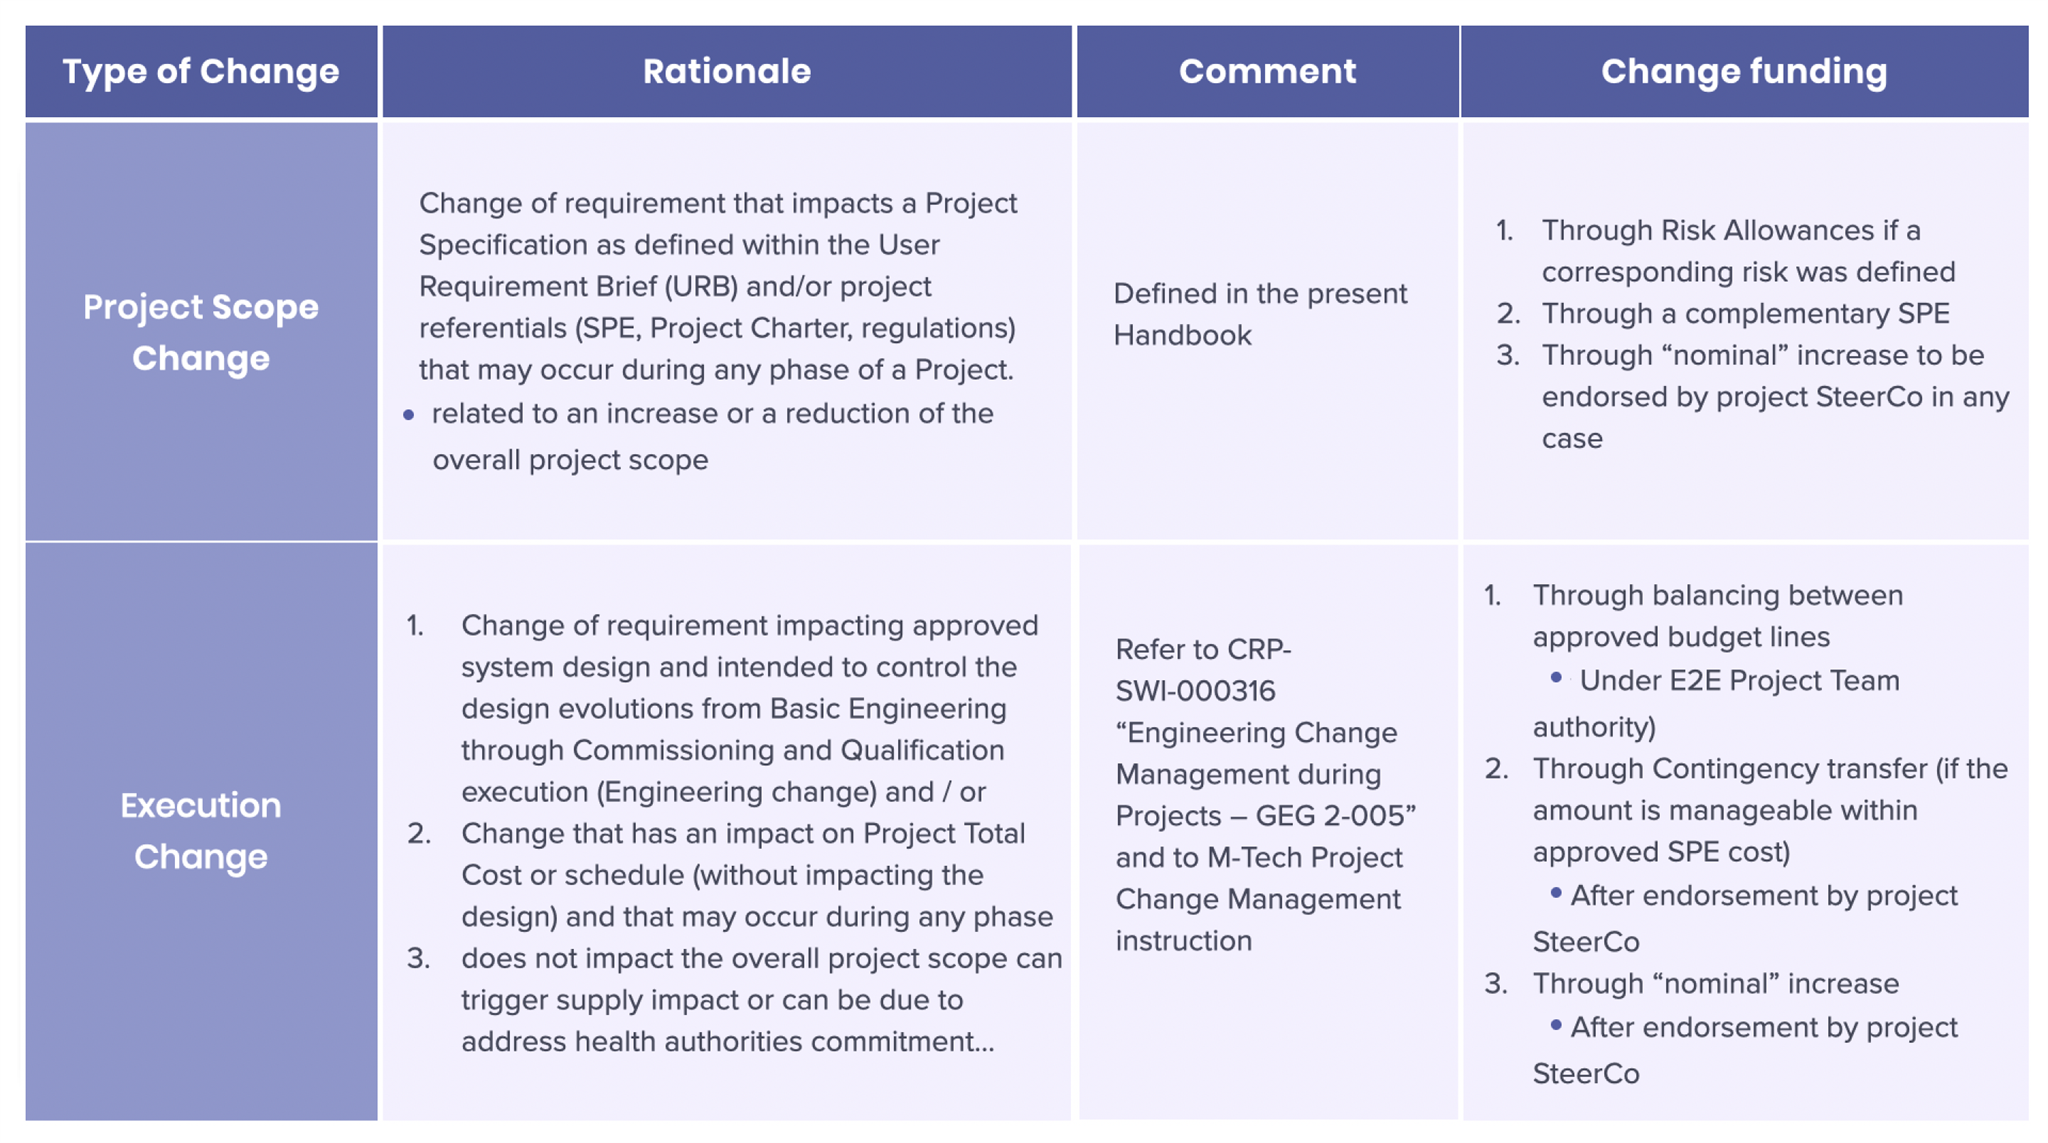 Type of Change
Rationale
Comment
Change funding
Project Scope
Change
Change of requirement that impacts a Project
Specification as defined within the User
Requirement Brief (URB) and/or project
referentials (SPE, Project Charter, regulations)
that may occur during any phase of a Project.
• related to an increase or a reduction of the
overall project scope
Defined in the present
Handbook
1. Through Risk Allowances if a
corresponding risk was defined
2. Through a complementary SPE
3. Through “nominal” increase to be
endorsed by project SteerCo in any
case
Execution
Change
1. Change of requirement impacting approved
system design and intended to control the
design evolutions from Basic Engineering
through Commissioning and Qualification
execution (Engineering change) and / or
2. Change that has an impact on Project Total
Cost or schedule (without impacting the
design) and that may occur during any phase
3. does not impact the overall project scope can
trigger supply impact or can be due to
address health authorities commitment...
Refer to CRP-
SWI-000316
“Engineering Change
Management during
Projects – GEG 2-005”
and to M-Tech Project
Change Management
instruction
1. Through balancing between
approved budget lines
• Under E2E Project Team
authority)
2. Through Contingency transfer (if the
amount is manageable within
approved SPE cost)
• After endorsement by project
SteerCo
3. Through “nominal” increase
• After endorsement by project
SteerCo